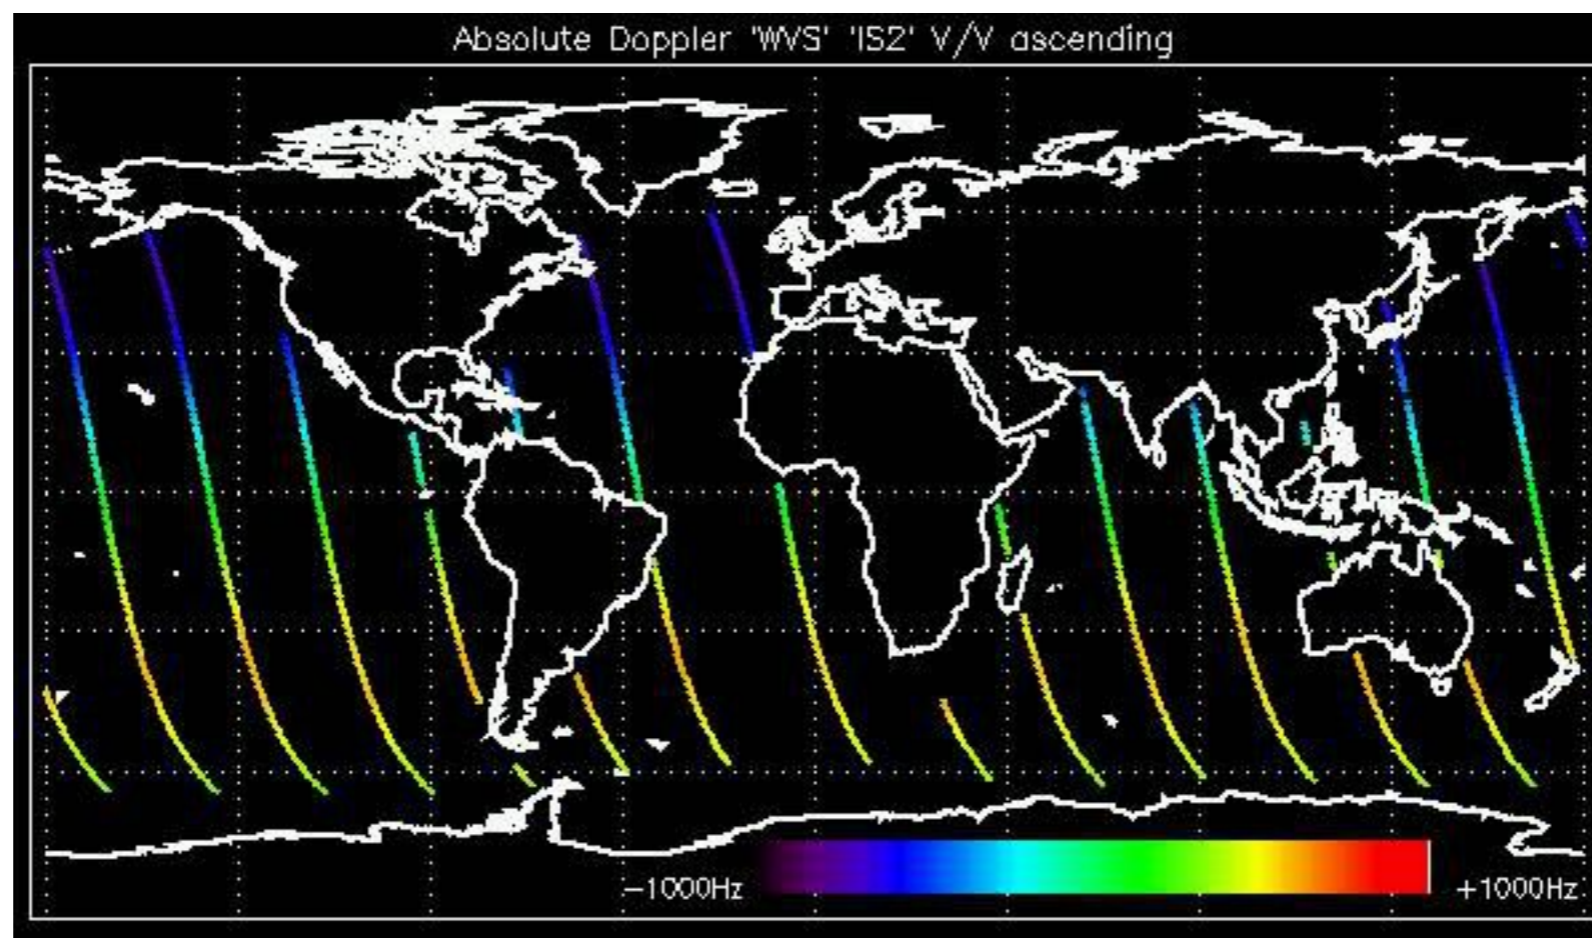 Absolute Doppler 'WVS' 'IS2' V/V ascending
-1000Hz +1000Hz